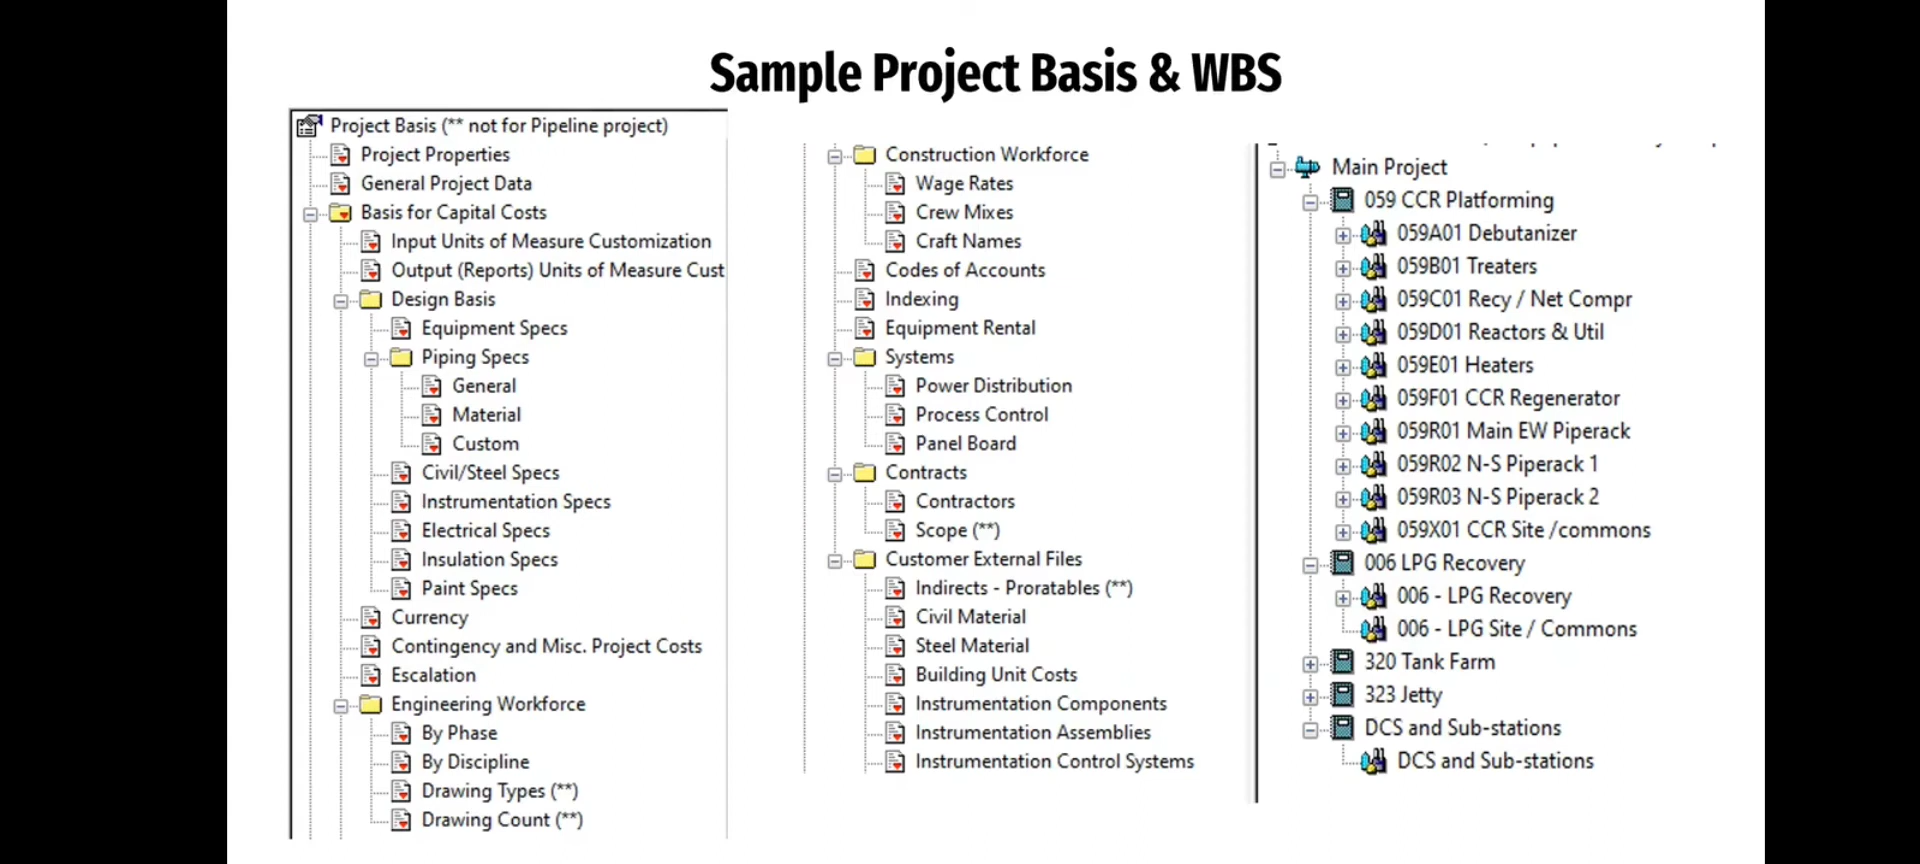 Sample Project Basis & WBS
Project Basis (** not for Pipeline project)
Project Properties
General Project Data
Basis for Capital Costs
Input Units of Measure Customization
Output (Reports) Units of Measure Cust
Design Basis
Equipment Specs
Piping Specs
General
Material
Custom
Civil/Steel Specs
Instrumentation Specs
Electrical Specs
Insulation Specs
Paint Specs
Currency
Contingency and Misc. Project Costs
Escalation
Engineering Workforce
By Phase
By Discipline
Drawing Types (**)
Drawing Count (**)
Construction Workforce
Wage Rates
Crew Mixes
Craft Names
Codes of Accounts
Indexing
Equipment Rental
Systems
Power Distribution
Process Control
Panel Board
Contracts
Contractors
Scope (**)
Customer External Files
Indirects - Proratables (**)
Civil Material
Steel Material
Building Unit Costs
Instrumentation Components
Instrumentation Assemblies
Instrumentation Control Systems
Main Project
059 CCR Platforming
059A01 Debutanizer
059B01 Treaters
059C01 Recy / Net Compr
059D01 Reactors & Util
059E01 Heaters
059F01 CCR Regenerator
059R01 Main EW Piperack
059R02 N-S Piperack 1
059R03 N-S Piperack 2
059X01 CCR Site /commons
006 LPG Recovery
006 - LPG Recovery
006 - LPG Site / Commons
320 Tank Farm
323 Jetty
DCS and Sub-stations
DCS and Sub-stations